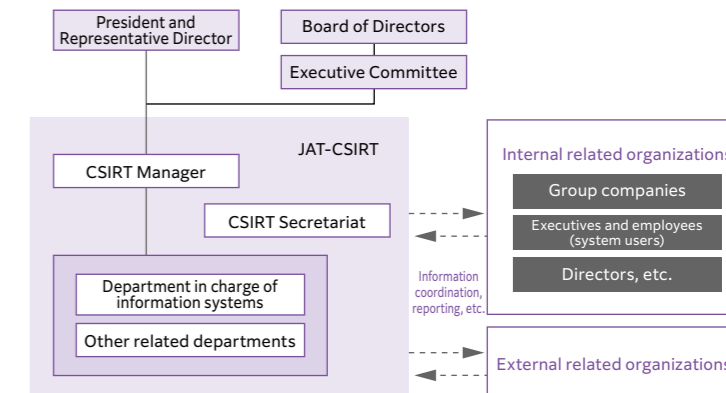 President and
Representative Director
Board of Directors
Executive Committee
JAT-CSIRT
CSIRT Manager
CSIRT Secretariat
Department in charge of
information systems
Other related departments
Information
coordination,
reporting, etc.
Internal related organizations
Group companies
Executives and employees
(system users)
Directors, etc.
External related organizations